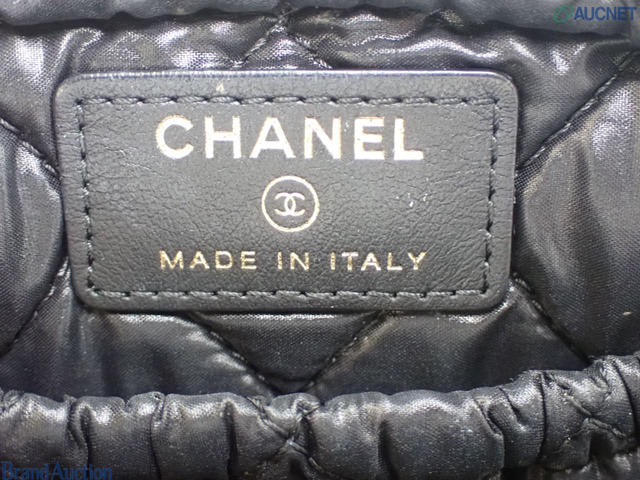 AUCNET
CHANEL
MADE IN ITALY
Brand Auction